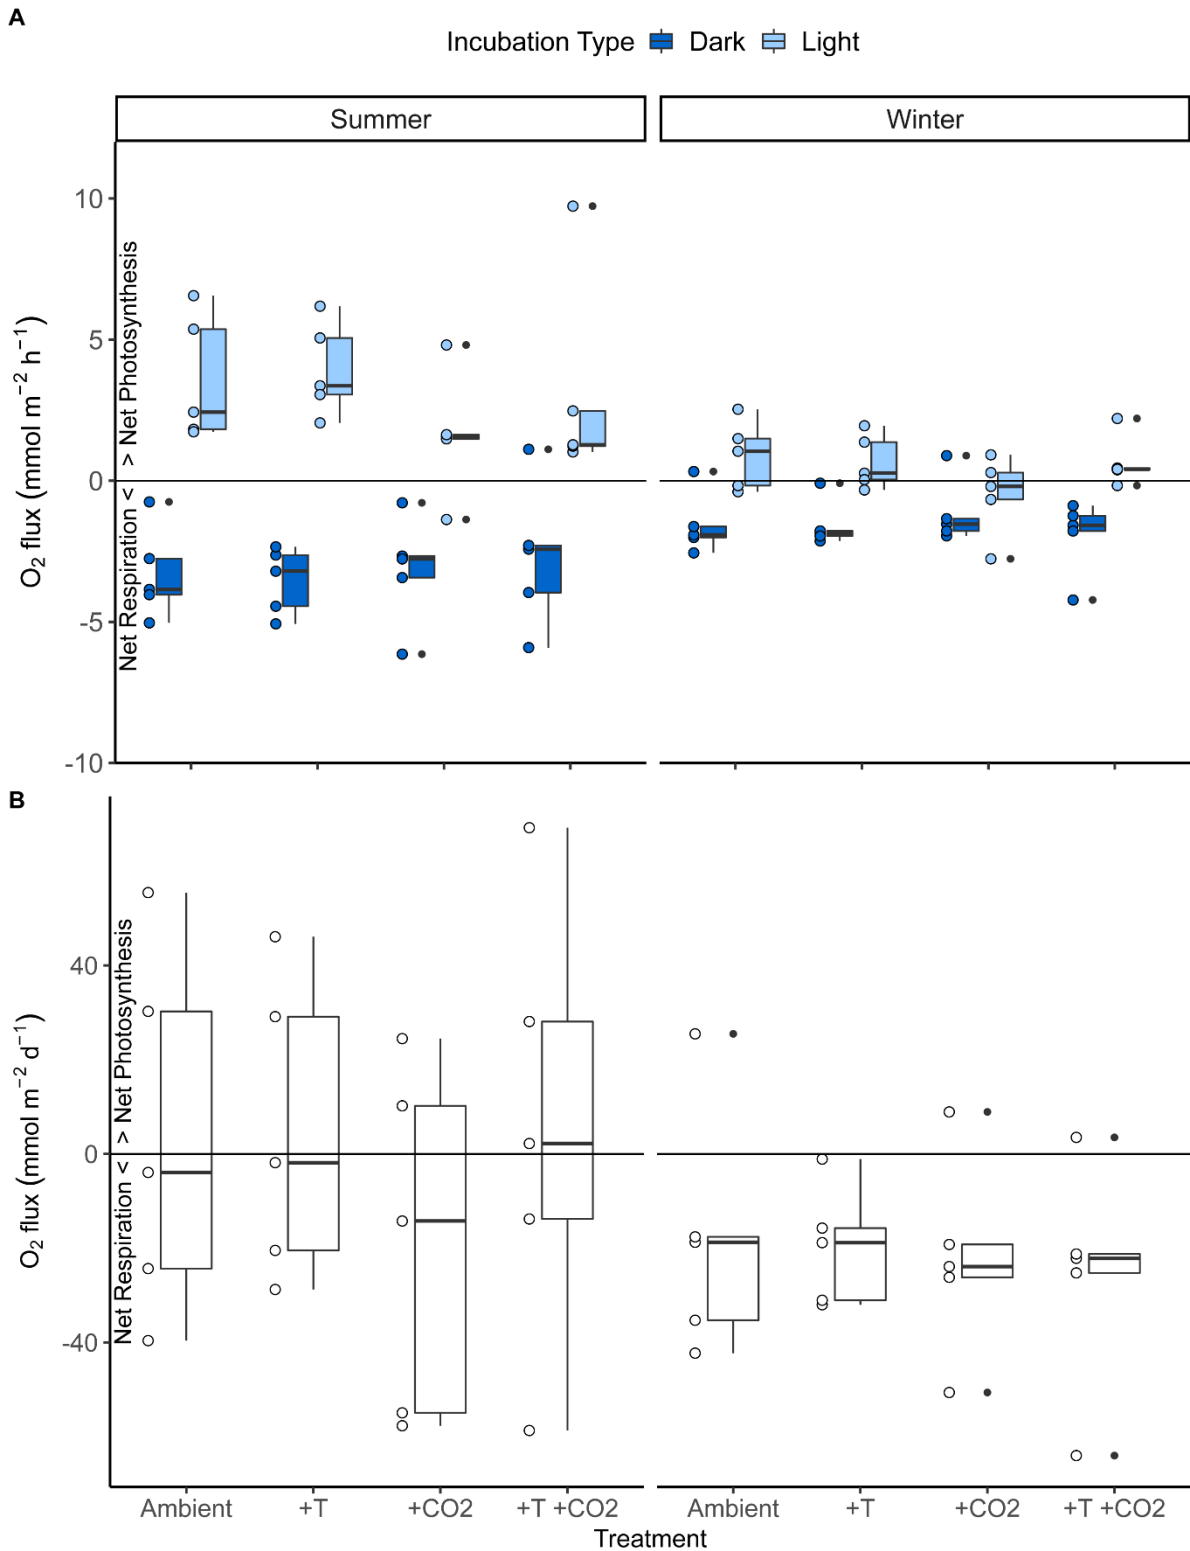 A
Incubation Type Dark Light
Summer Winter
10
5
0
-5
-10
O₂ flux (mmol m⁻² h⁻¹)
Net Respiration < > Net Photosynthesis
B
40
0
-40
O₂ flux (mmol m⁻² d⁻¹)
Net Respiration < > Net Photosynthesis
Ambient +T +CO2 +T +CO2 Ambient +T +CO2 +T +CO2
Treatment